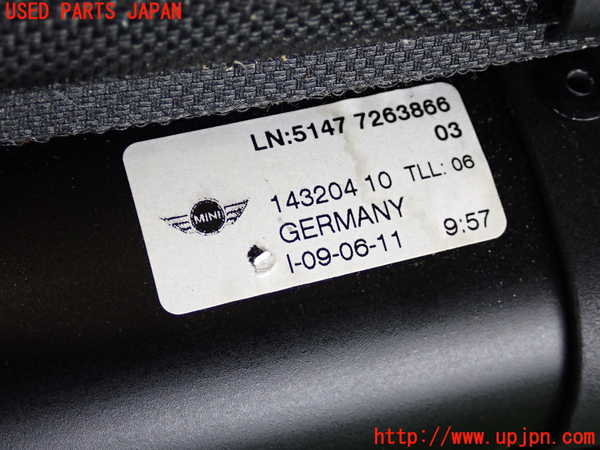 USED PARTS JAPAN
LN:5147 7263866
03
143204 10 TLL: 06
MINI
GERMANY
I-09-06-11 9:57
http://www.upjpn.com/